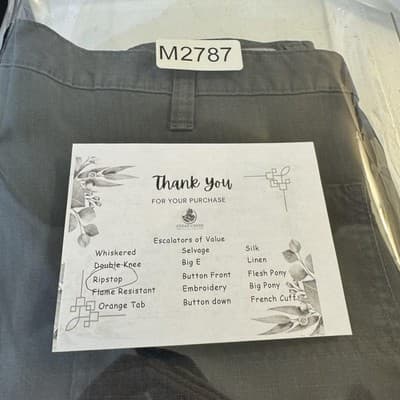 M2787
Thank You
FOR YOUR PURCHASE
Escalators of Value
Whiskered Selvage Silk
Double Knee Big E Linen
Ripstop Button Front Flesh Pony
Flame Resistant Embroidery Big Pony
Orange Tab Button down French Cuffs